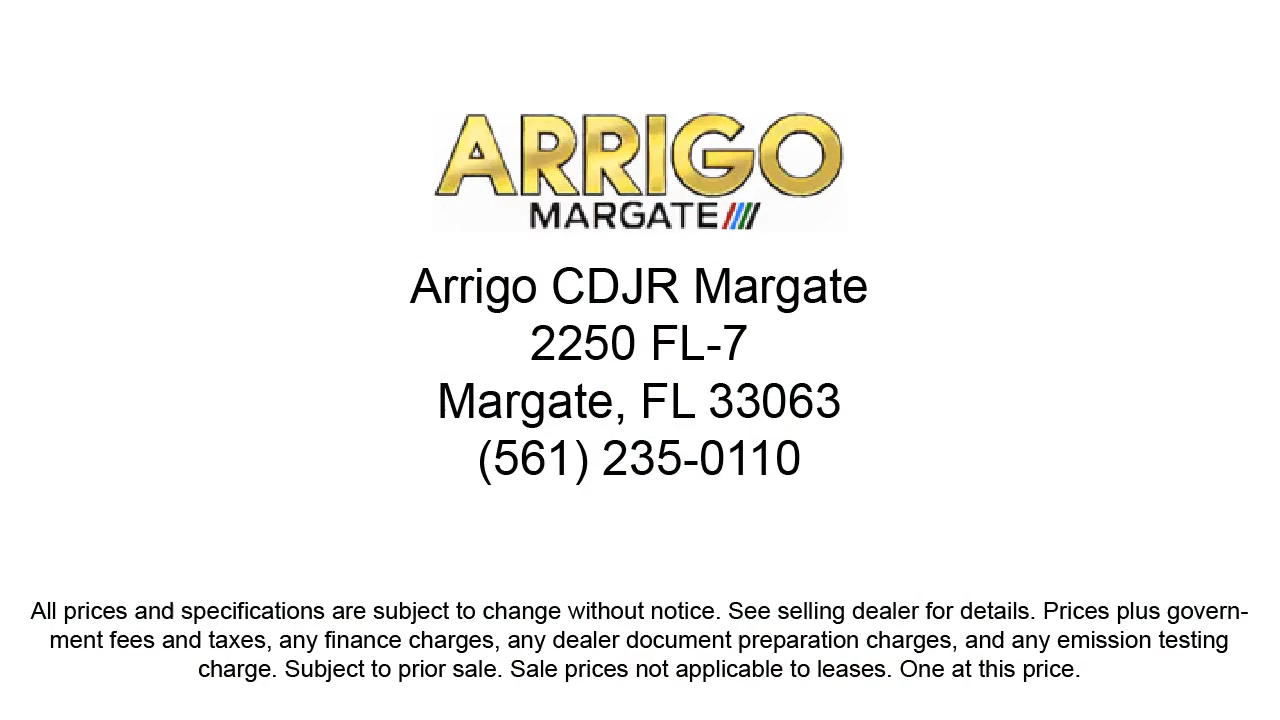 ARRIGO
MARGATE
Arrigo CDJR Margate
2250 FL-7
Margate, FL 33063
(561) 235-0110
All prices and specifications are subject to change without notice. See selling dealer for details. Prices plus govern-
ment fees and taxes, any finance charges, any dealer document preparation charges, and any emission testing
charge. Subject to prior sale. Sale prices not applicable to leases. One at this price.